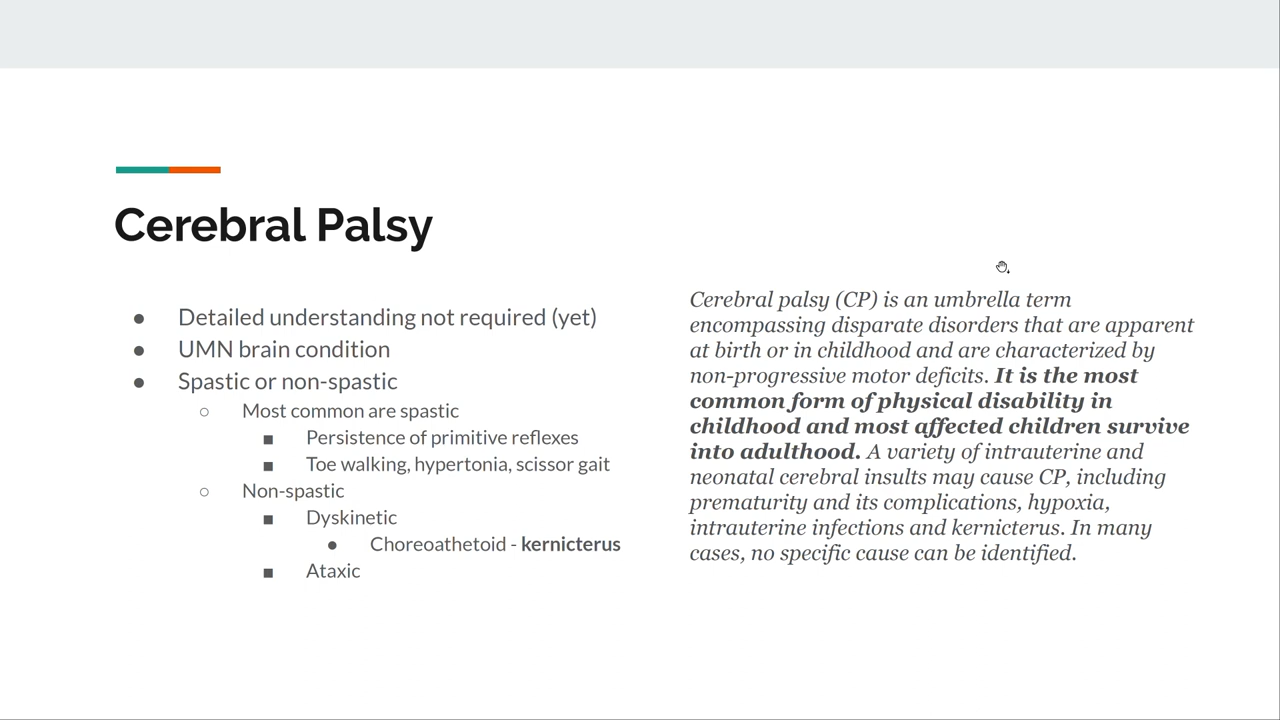 Cerebral Palsy
● Detailed understanding not required (yet)
● UMN brain condition
● Spastic or non-spastic
○ Most common are spastic
■ Persistence of primitive reflexes
■ Toe walking, hypertonia, scissor gait
○ Non-spastic
■ Dyskinetic
● Choreoathetoid - kernicterus
■ Ataxic
Cerebral palsy (CP) is an umbrella term
encompassing disparate disorders that are apparent
at birth or in childhood and are characterized by
non-progressive motor deficits. It is the most
common form of physical disability in
childhood and most affected children survive
into adulthood. A variety of intrauterine and
neonatal cerebral insults may cause CP, including
prematurity and its complications, hypoxia,
intrauterine infections and kernicterus. In many
cases, no specific cause can be identified.